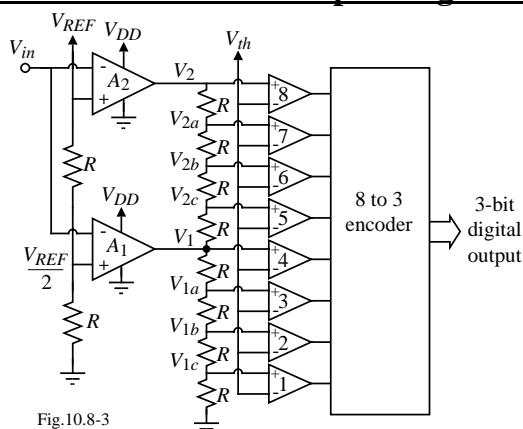 V_REF
V_DD
V_th
V_in
-
A_2
+
V_2
+
8
-
R
V_2a
+
7
-
R
R
V_2b
+
6
-
R
V_2c
+
5
-
R
8 to 3
encoder
3-bit
digital
output
V_DD
-
A_1
+
V_1
+
4
-
V_REF
2
R
V_1a
+
3
-
R
R
V_1b
+
2
-
R
V_1c
+
1
-
R
Fig.10.8-3